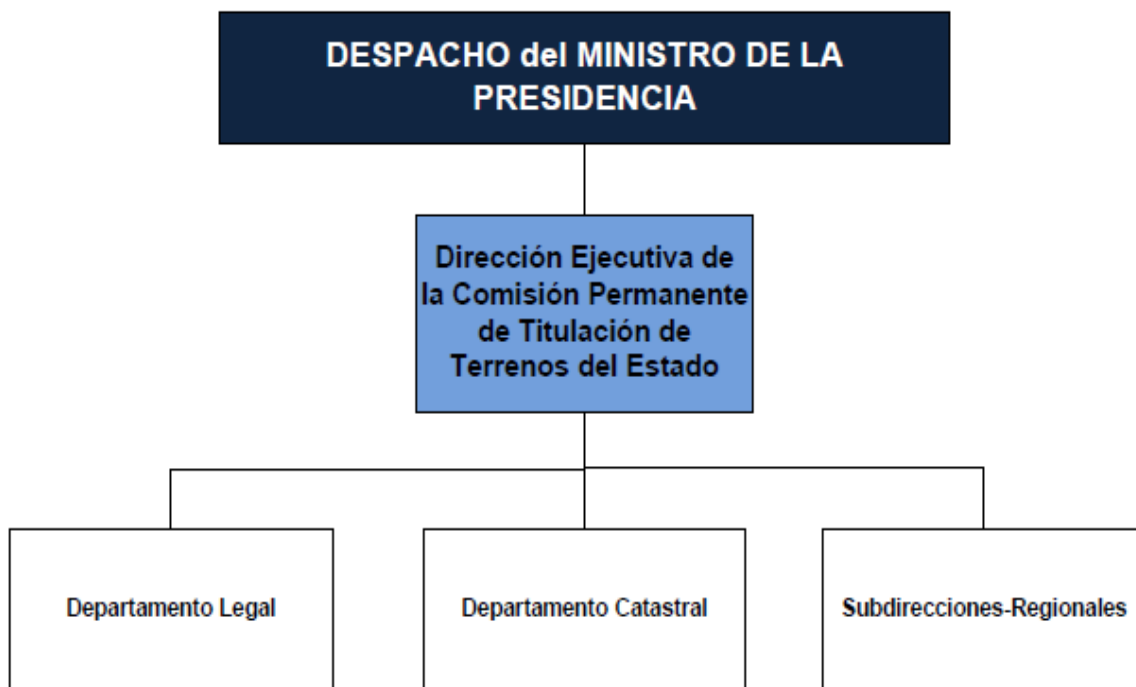 DESPACHO del MINISTRO DE LA
PRESIDENCIA
Dirección Ejecutiva de
la Comisión Permanente
de Titulación de
Terrenos del Estado
Departamento Legal
Departamento Catastral
Subdirecciones-Regionales